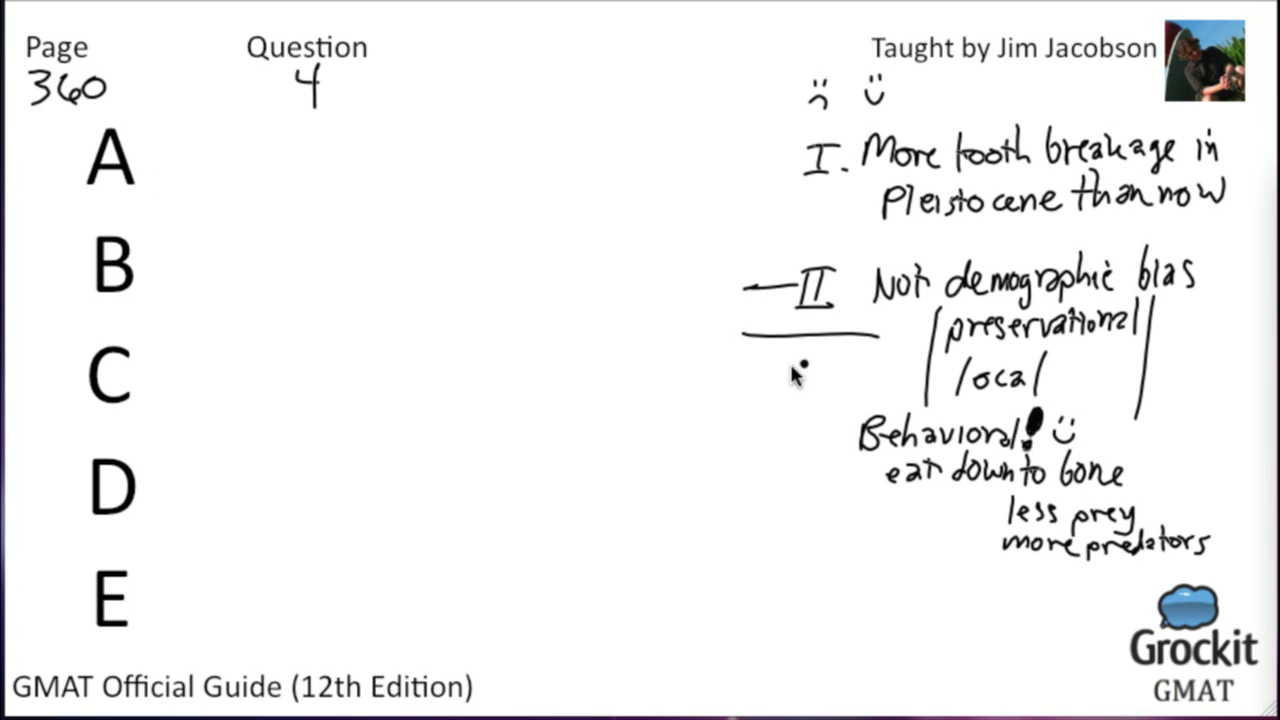 Page Question Taught by Jim Jacobson
360 4
A
B
C
D
E
I. More tooth breakage in
Pleistocene than now
II Not demographic bias
preservational
local
Behavioral!
eat down to bone
less prey
more predators
Grockit
GMAT
GMAT Official Guide (12th Edition)